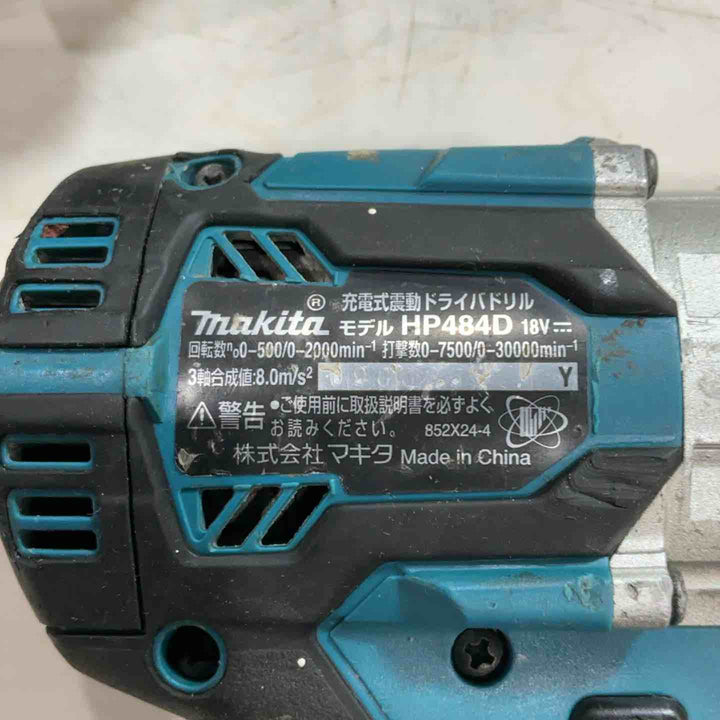 充電式震動ドライバドリル
makita® モデル HP484D 18V⎓
回転数n₀0-500/0-2000min⁻¹ 打撃数0-7500/0-30000min⁻¹
3軸合成値:8.0m/s² Y
⚠警告 •ご使用前に取扱説明書を必ずよく
お読みください。 852X24-4
株式会社 マキタ Made in China